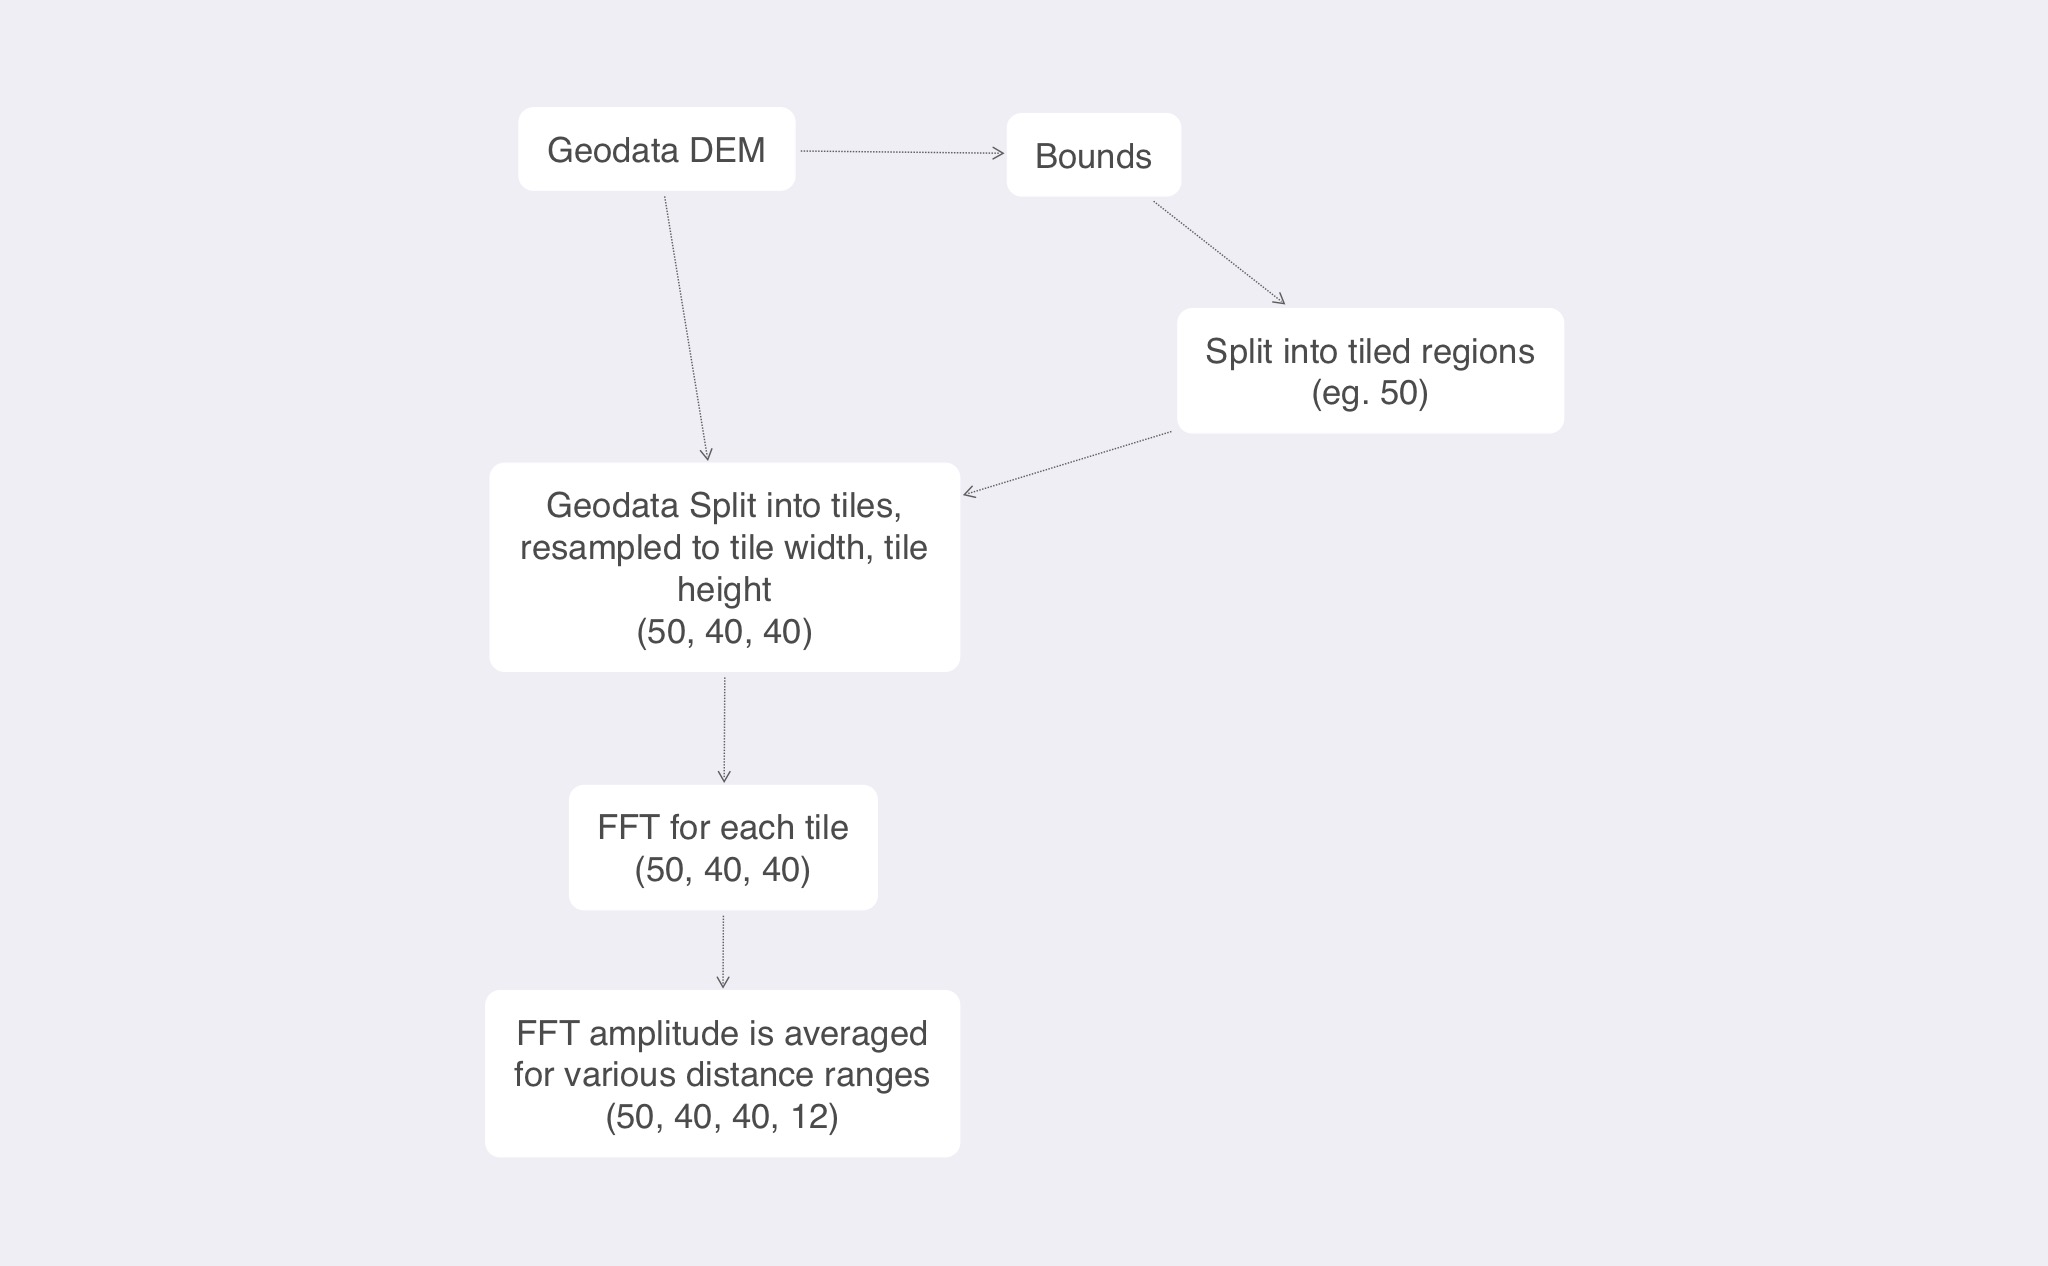 Geodata DEM
Bounds
Split into tiled regions
(eg. 50)
Geodata Split into tiles,
resampled to tile width, tile
height
(50, 40, 40)
FFT for each tile
(50, 40, 40)
FFT amplitude is averaged
for various distance ranges
(50, 40, 40, 12)